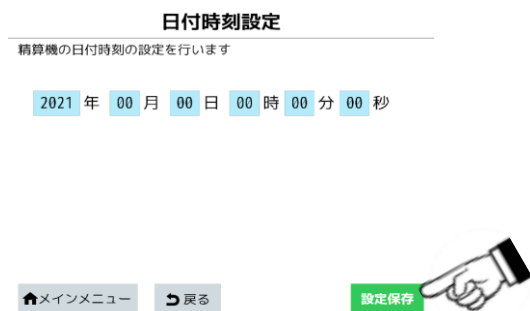 日付時刻設定
精算機の日付時刻の設定を行います
2021 年 00 月 00 日 00 時 00 分 00 秒
メインメニュー 戻る 設定保存